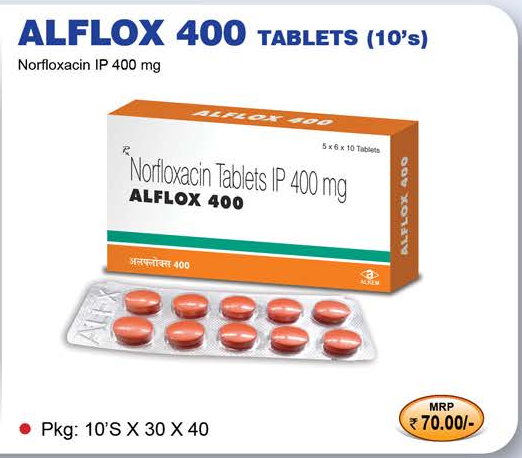 ALFLOX 400 TABLETS (10's)
Norfloxacin IP 400 mg
ALFLOX 400
5 x 6 x 10 Tablets
Rx
Norfloxacin Tablets IP 400 mg
ALFLOX 400
ALFLOX 400
अलफ्लोक्स 400
ALKEM
Pkg: 10'S X 30 X 40
MRP
₹ 70.00/-